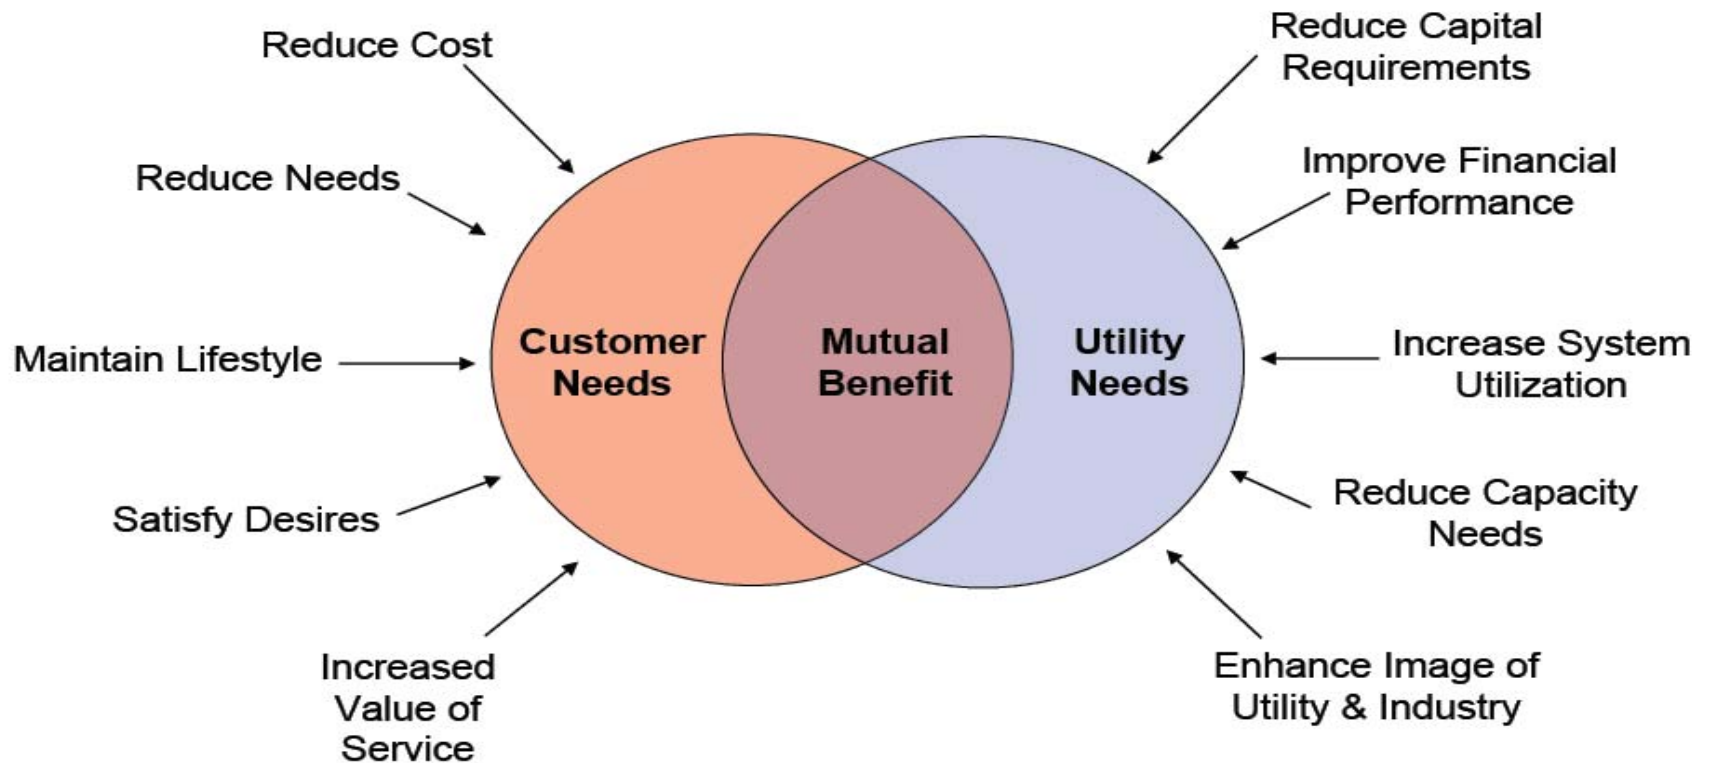 Reduce Cost
Reduce Needs
Maintain Lifestyle
Satisfy Desires
Increased
Value of
Service
Customer
Needs
Mutual
Benefit
Utility
Needs
Reduce Capital
Requirements
Improve Financial
Performance
Increase System
Utilization
Reduce Capacity
Needs
Enhance Image of
Utility & Industry